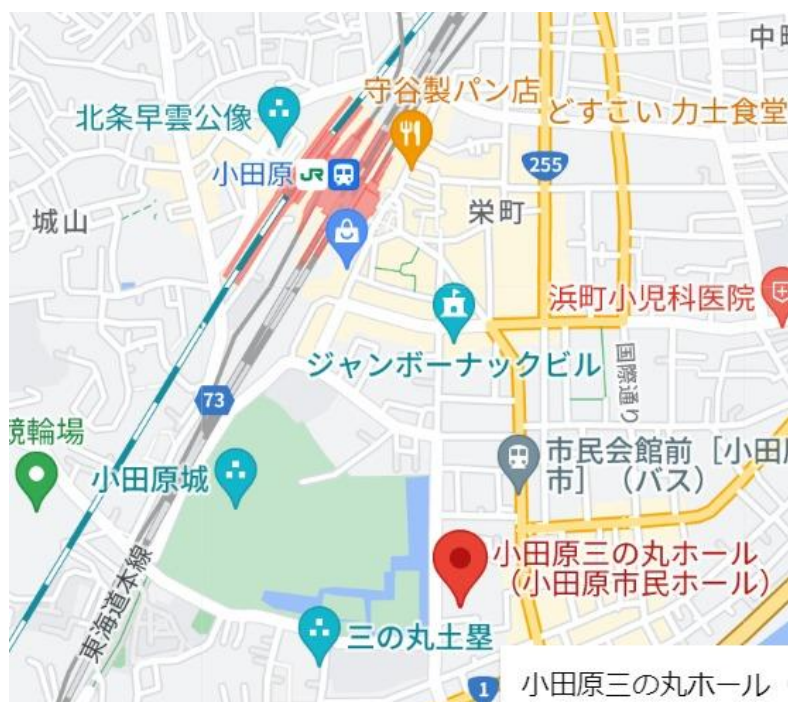 中町
守谷製パン店
どすこい 力士食堂
北条早雲公像
255
小田原 JR
栄町
城山
浜町小児科医院
ジャンボーナックビル
国際通り
73
競輪場
小田原城
市民会館前［小田原
市］（バス）
小田原三の丸ホール
（小田原市民ホール）
東海道本線
三の丸土塁
1
小田原三の丸ホール（